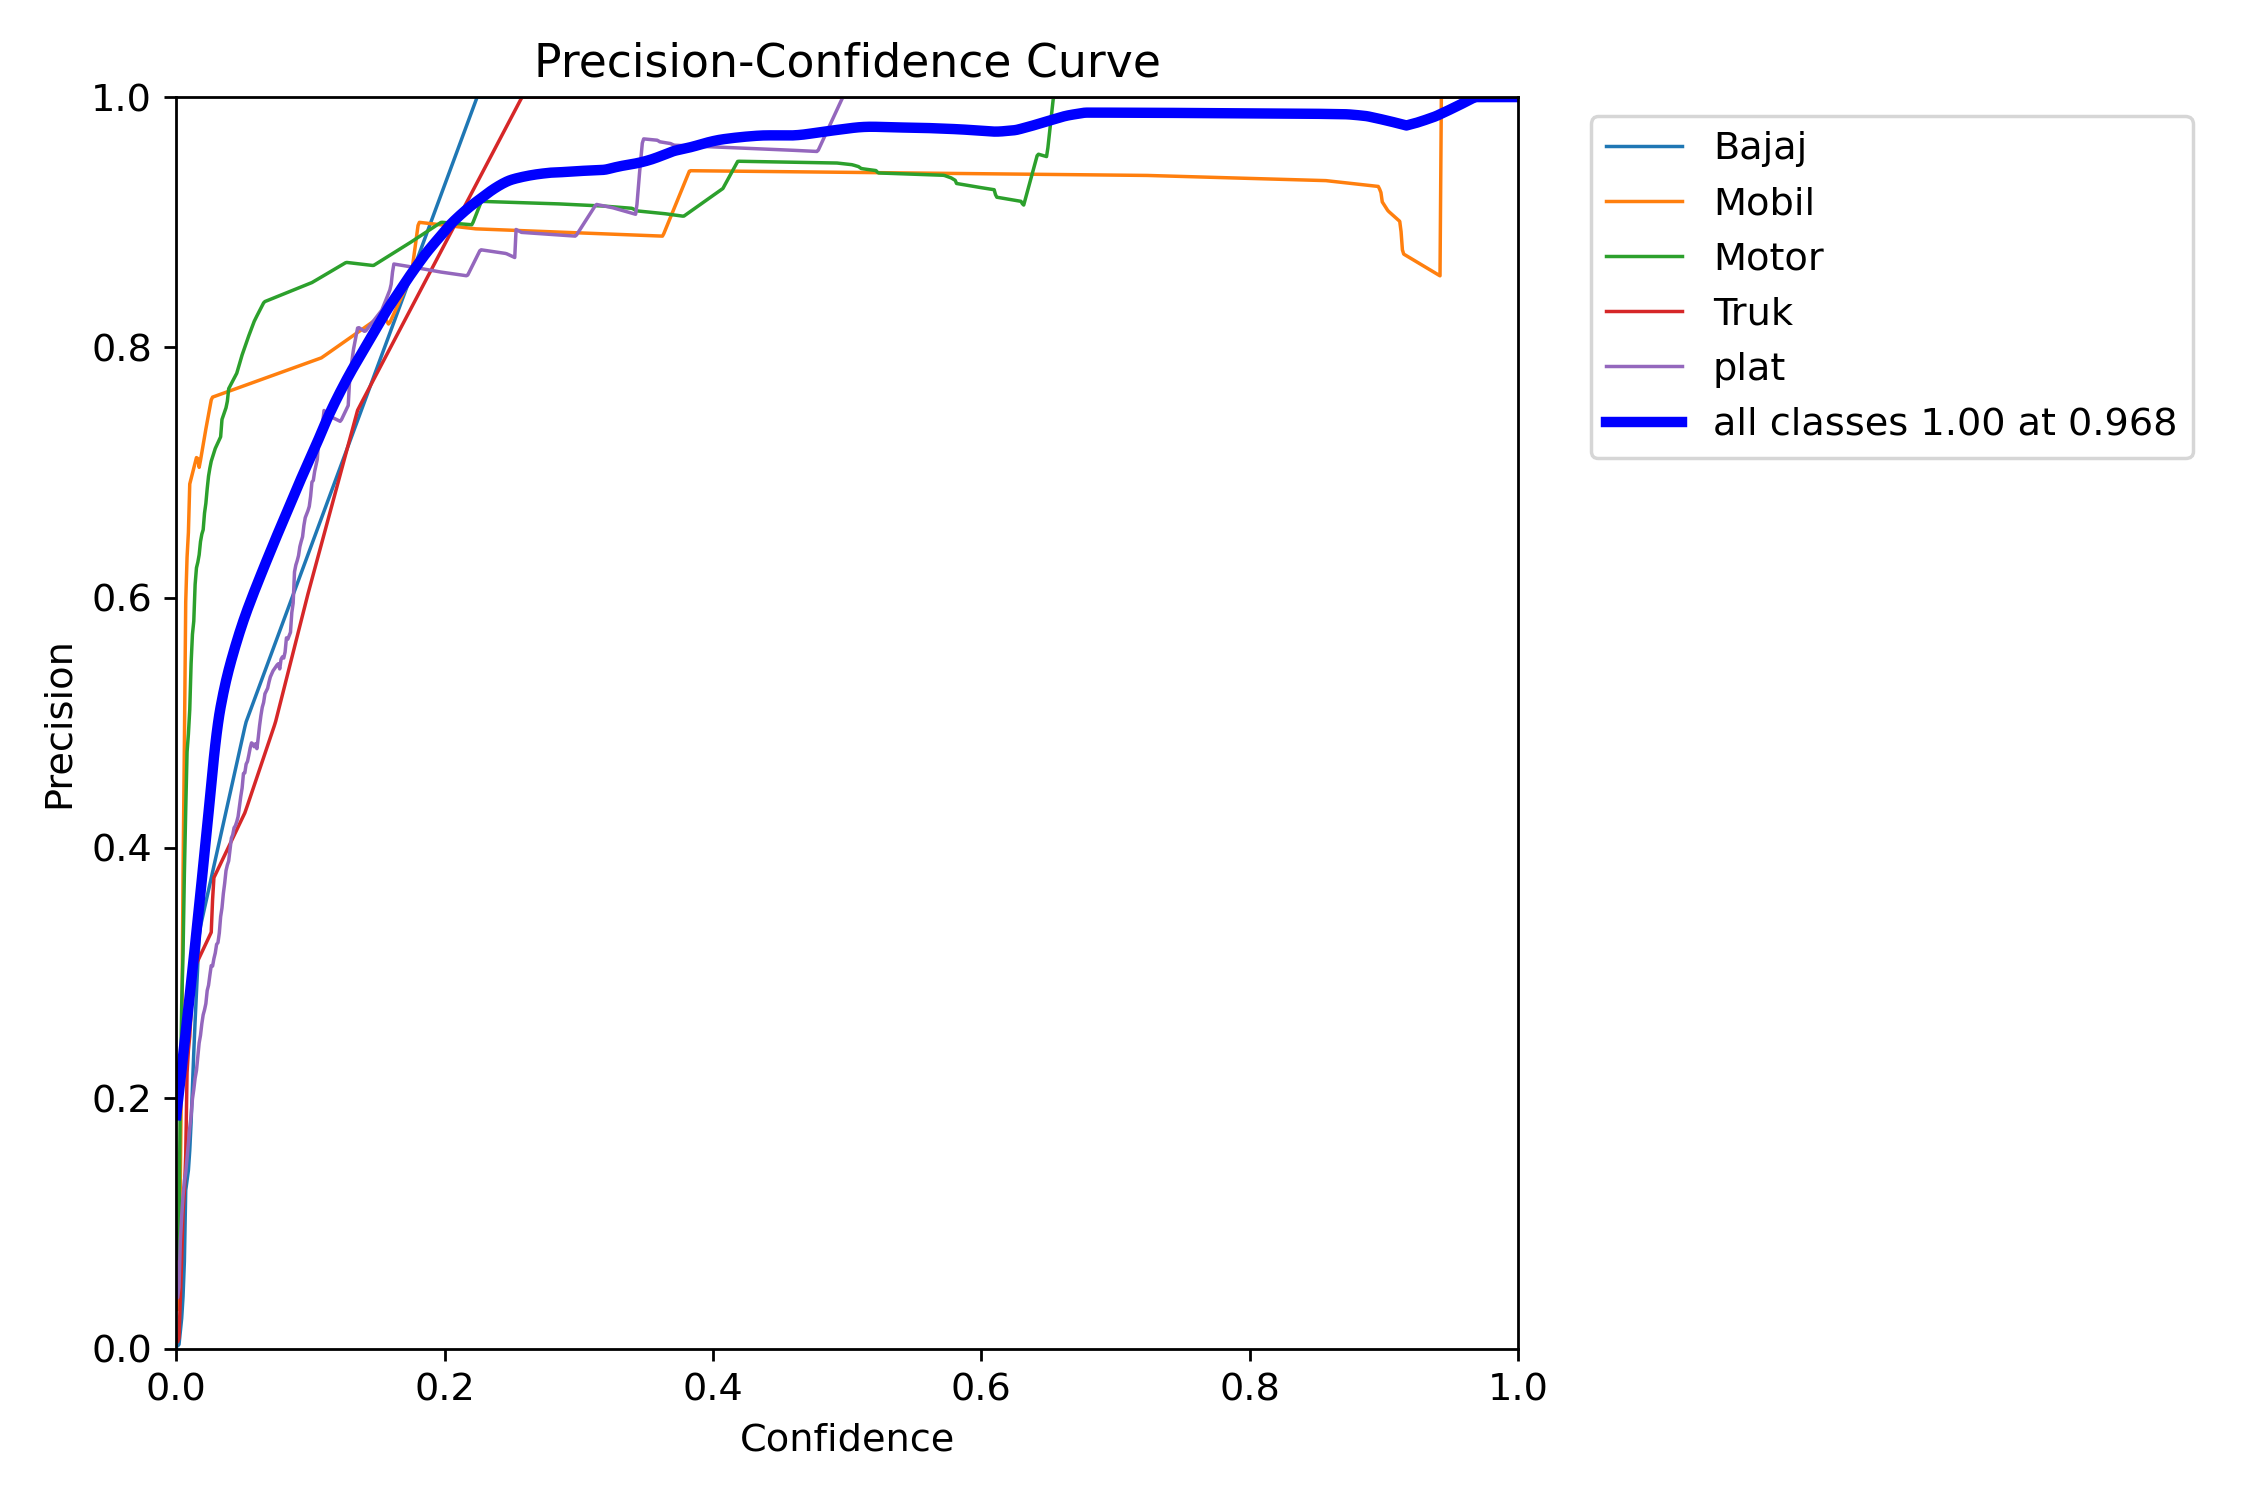 Precision-Confidence Curve
1.0
0.8
0.6
0.4
0.2
0.0
Precision
0.0 0.2 0.4 0.6 0.8 1.0
Confidence
Bajaj
Mobil
Motor
Truk
plat
all classes 1.00 at 0.968